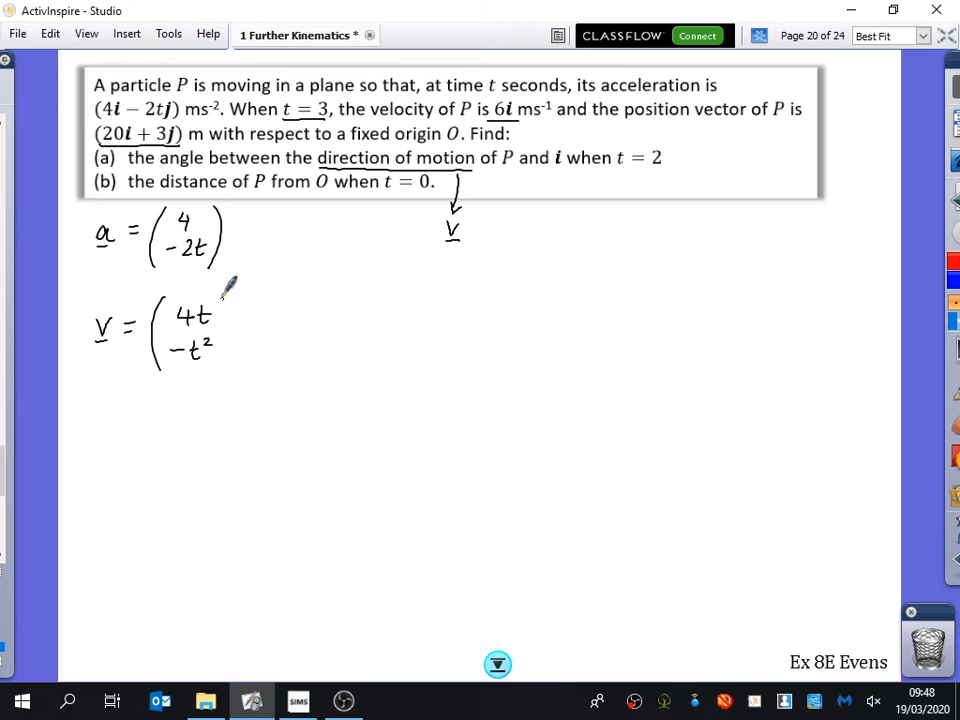 ActivInspire - Studio
File Edit View Insert Tools Help 1 Further Kinematics * CLASSFLOW Connect Page 20 of 24 Best Fit
A particle P is moving in a plane so that, at time t seconds, its acceleration is
(4i − 2tj) ms⁻². When t = 3, the velocity of P is 6i ms⁻¹ and the position vector of P is
(20i + 3j) m with respect to a fixed origin O. Find:
(a) the angle between the direction of motion of P and i when t = 2
(b) the distance of P from O when t = 0.
a = (4
-2t)
v
v = (4t
-t²
Ex 8E Evens
SIMS
09:48
19/03/2020